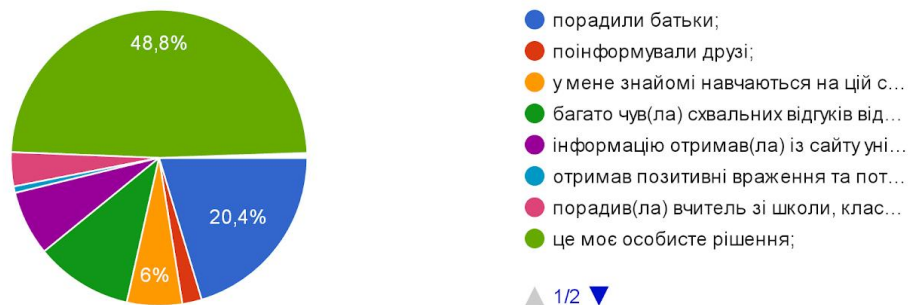 48,8%
20,4%
6%
порадили батьки;
поінформували друзі;
у мене знайомі навчаються на цій с...
багато чув(ла) схвальних відгуків від...
інформацію отримав(ла) із сайту уні...
отримав позитивні враження та пот...
порадив(ла) вчитель зі школи, клас...
це моє особисте рішення;
1/2